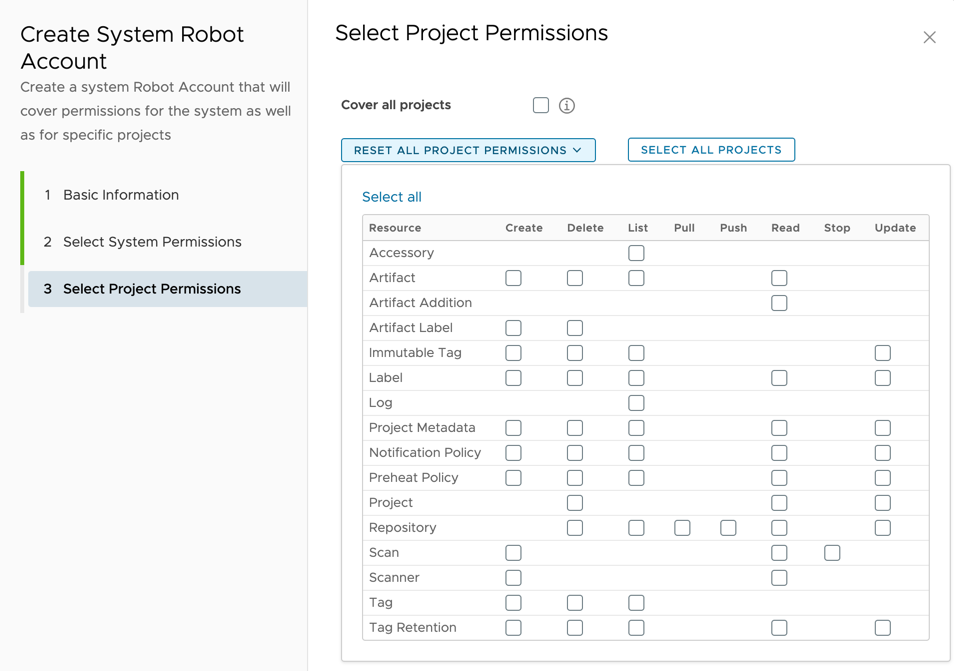 Create System Robot
Account
Create a system Robot Account that will
cover permissions for the system as well
as for specific projects
1 Basic Information
2 Select System Permissions
3 Select Project Permissions
Select Project Permissions
Cover all projects
RESET ALL PROJECT PERMISSIONS
SELECT ALL PROJECTS
Select all
Resource Create Delete List Pull Push Read Stop Update
Accessory
Artifact
Artifact Addition
Artifact Label
Immutable Tag
Label
Log
Project Metadata
Notification Policy
Preheat Policy
Project
Repository
Scan
Scanner
Tag
Tag Retention